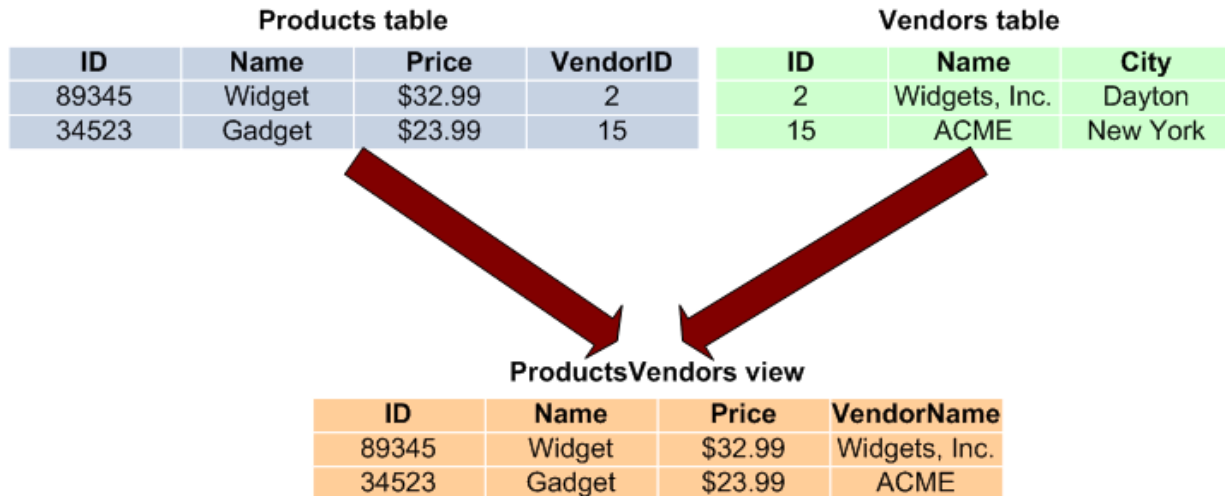 Products table
ID Name Price VendorID
89345 Widget $32.99 2
34523 Gadget $23.99 15
Vendors table
ID Name City
2 Widgets, Inc. Dayton
15 ACME New York
ProductsVendors view
ID Name Price VendorName
89345 Widget $32.99 Widgets, Inc.
34523 Gadget $23.99 ACME